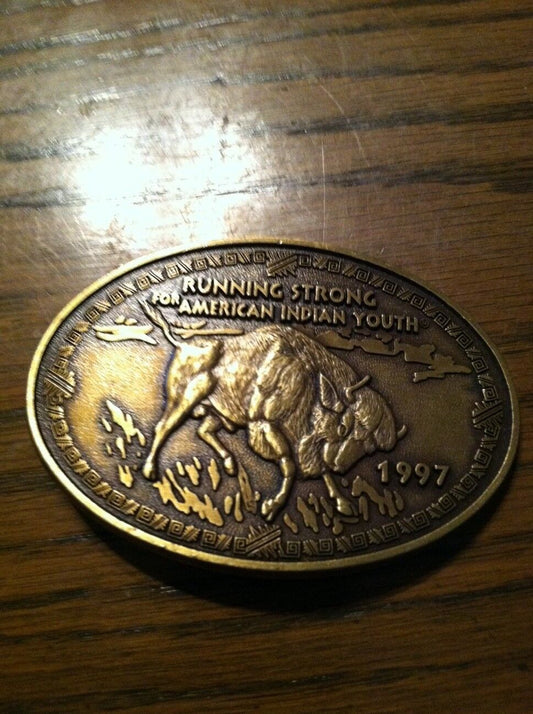 RUNNING STRONG
FOR AMERICAN INDIAN YOUTH®
1997